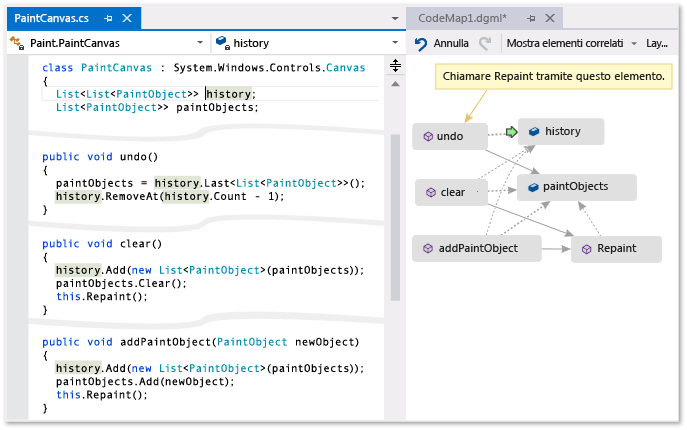 PaintCanvas.cs
Paint.PaintCanvas
history
class PaintCanvas : System.Windows.Controls.Canvas
{
List<List<PaintObject>> history;
List<PaintObject> paintObjects;
public void undo()
{
paintObjects = history.Last<List<PaintObject>>();
history.RemoveAt(history.Count - 1);
}
public void clear()
{
history.Add(new List<PaintObject>(paintObjects));
paintObjects.Clear();
this.Repaint();
}
public void addPaintObject(PaintObject newObject)
{
history.Add(new List<PaintObject>(paintObjects));
paintObjects.Add(newObject);
this.Repaint();
}
CodeMap1.dgml*
Annulla
Mostra elementi correlati
Lay...
Chiamare Repaint tramite questo elemento.
undo
history
clear
paintObjects
addPaintObject
Repaint